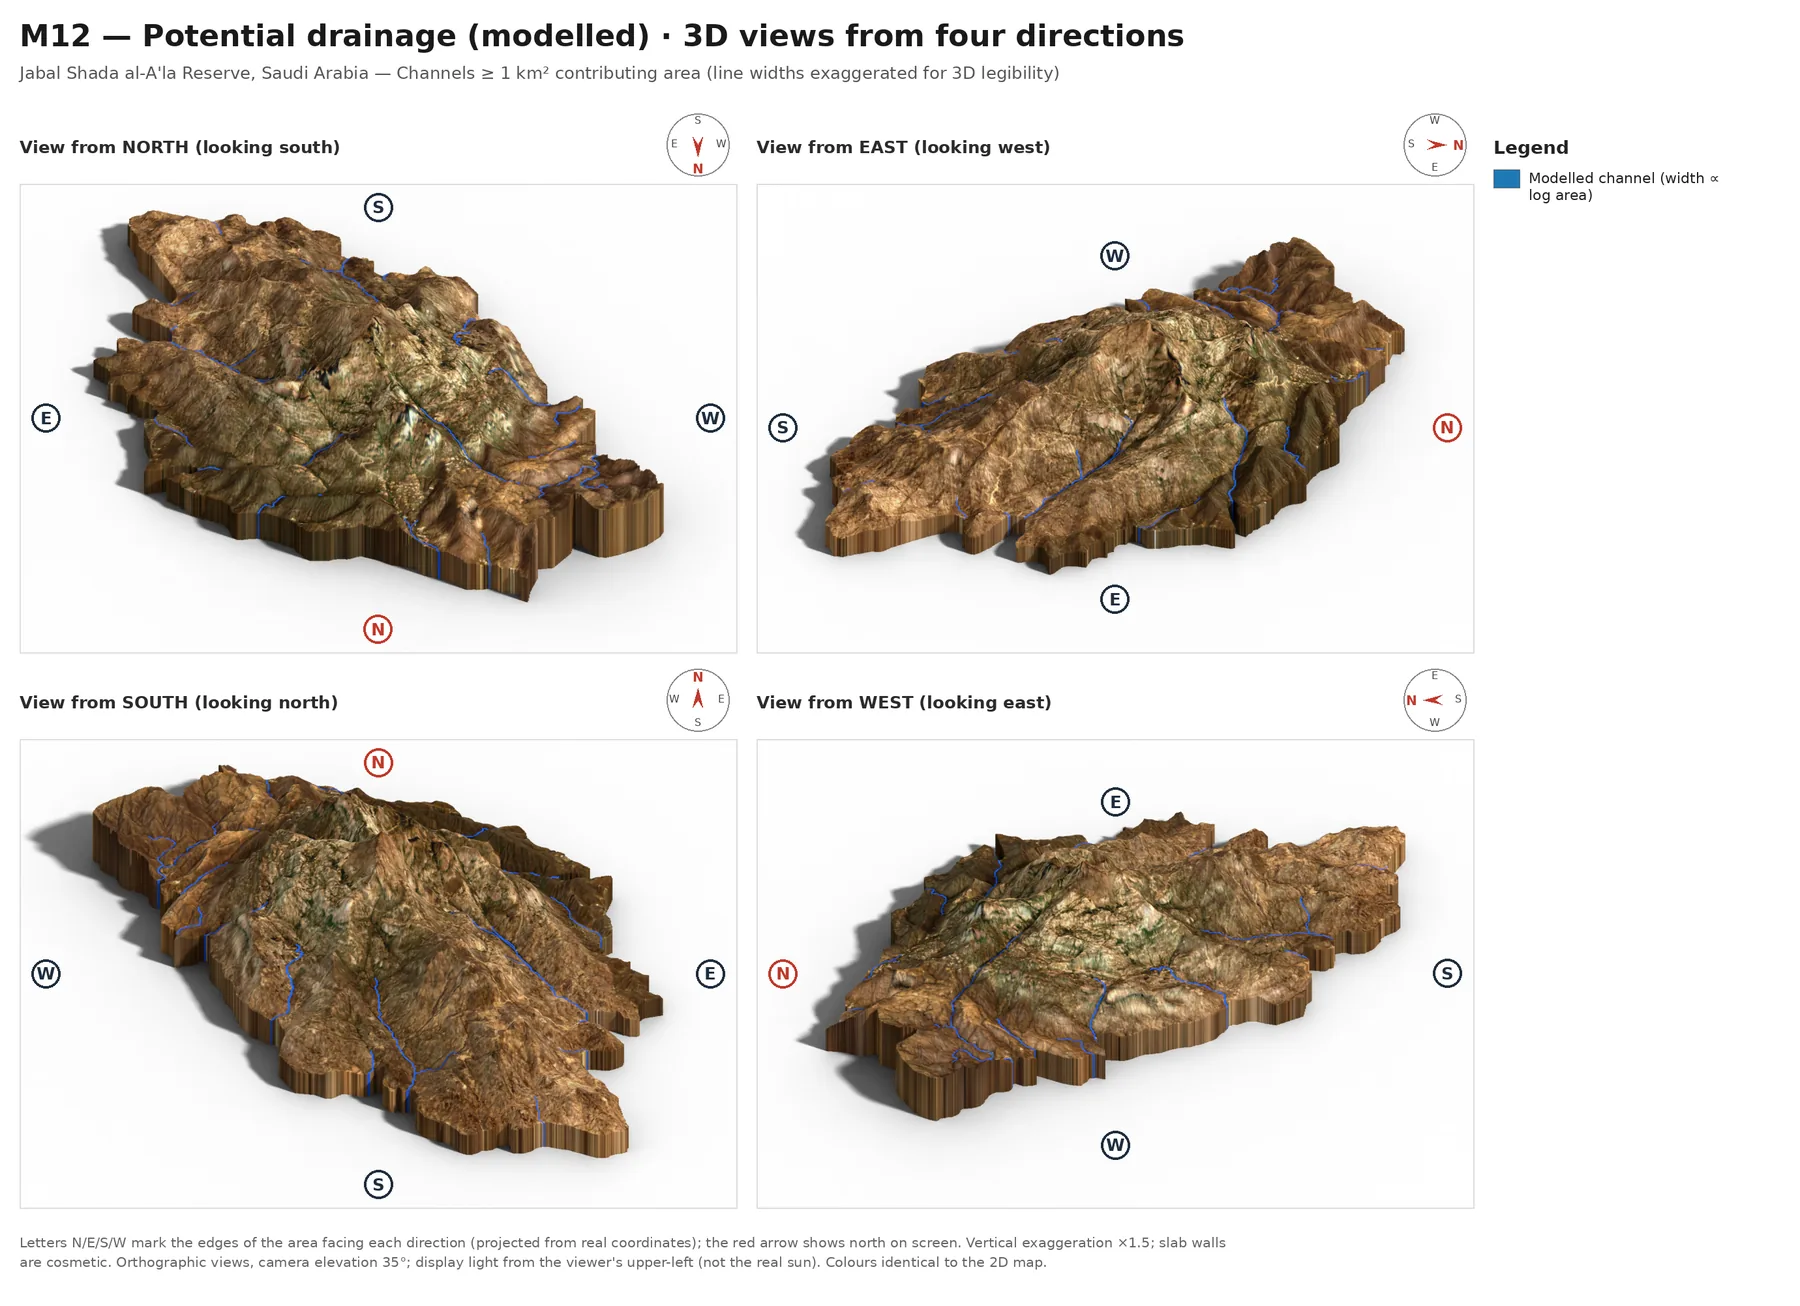 M12 — Potential drainage (modelled) · 3D views from four directions
Jabal Shada al-A'la Reserve, Saudi Arabia — Channels ≥ 1 km² contributing area (line widths exaggerated for 3D legibility)
View from NORTH (looking south)
S
E
W
N
View from EAST (looking west)
W
S
N
E
Legend
Modelled channel (width ∝
log area)
S
E
W
N
W
S
N
E
View from SOUTH (looking north)
N
W
E
S
View from WEST (looking east)
E
N
S
W
N
W
E
S
E
N
S
W
Letters N/E/S/W mark the edges of the area facing each direction (projected from real coordinates); the red arrow shows north on screen. Vertical exaggeration ×1.5; slab walls
are cosmetic. Orthographic views, camera elevation 35°; display light from the viewer's upper-left (not the real sun). Colours identical to the 2D map.